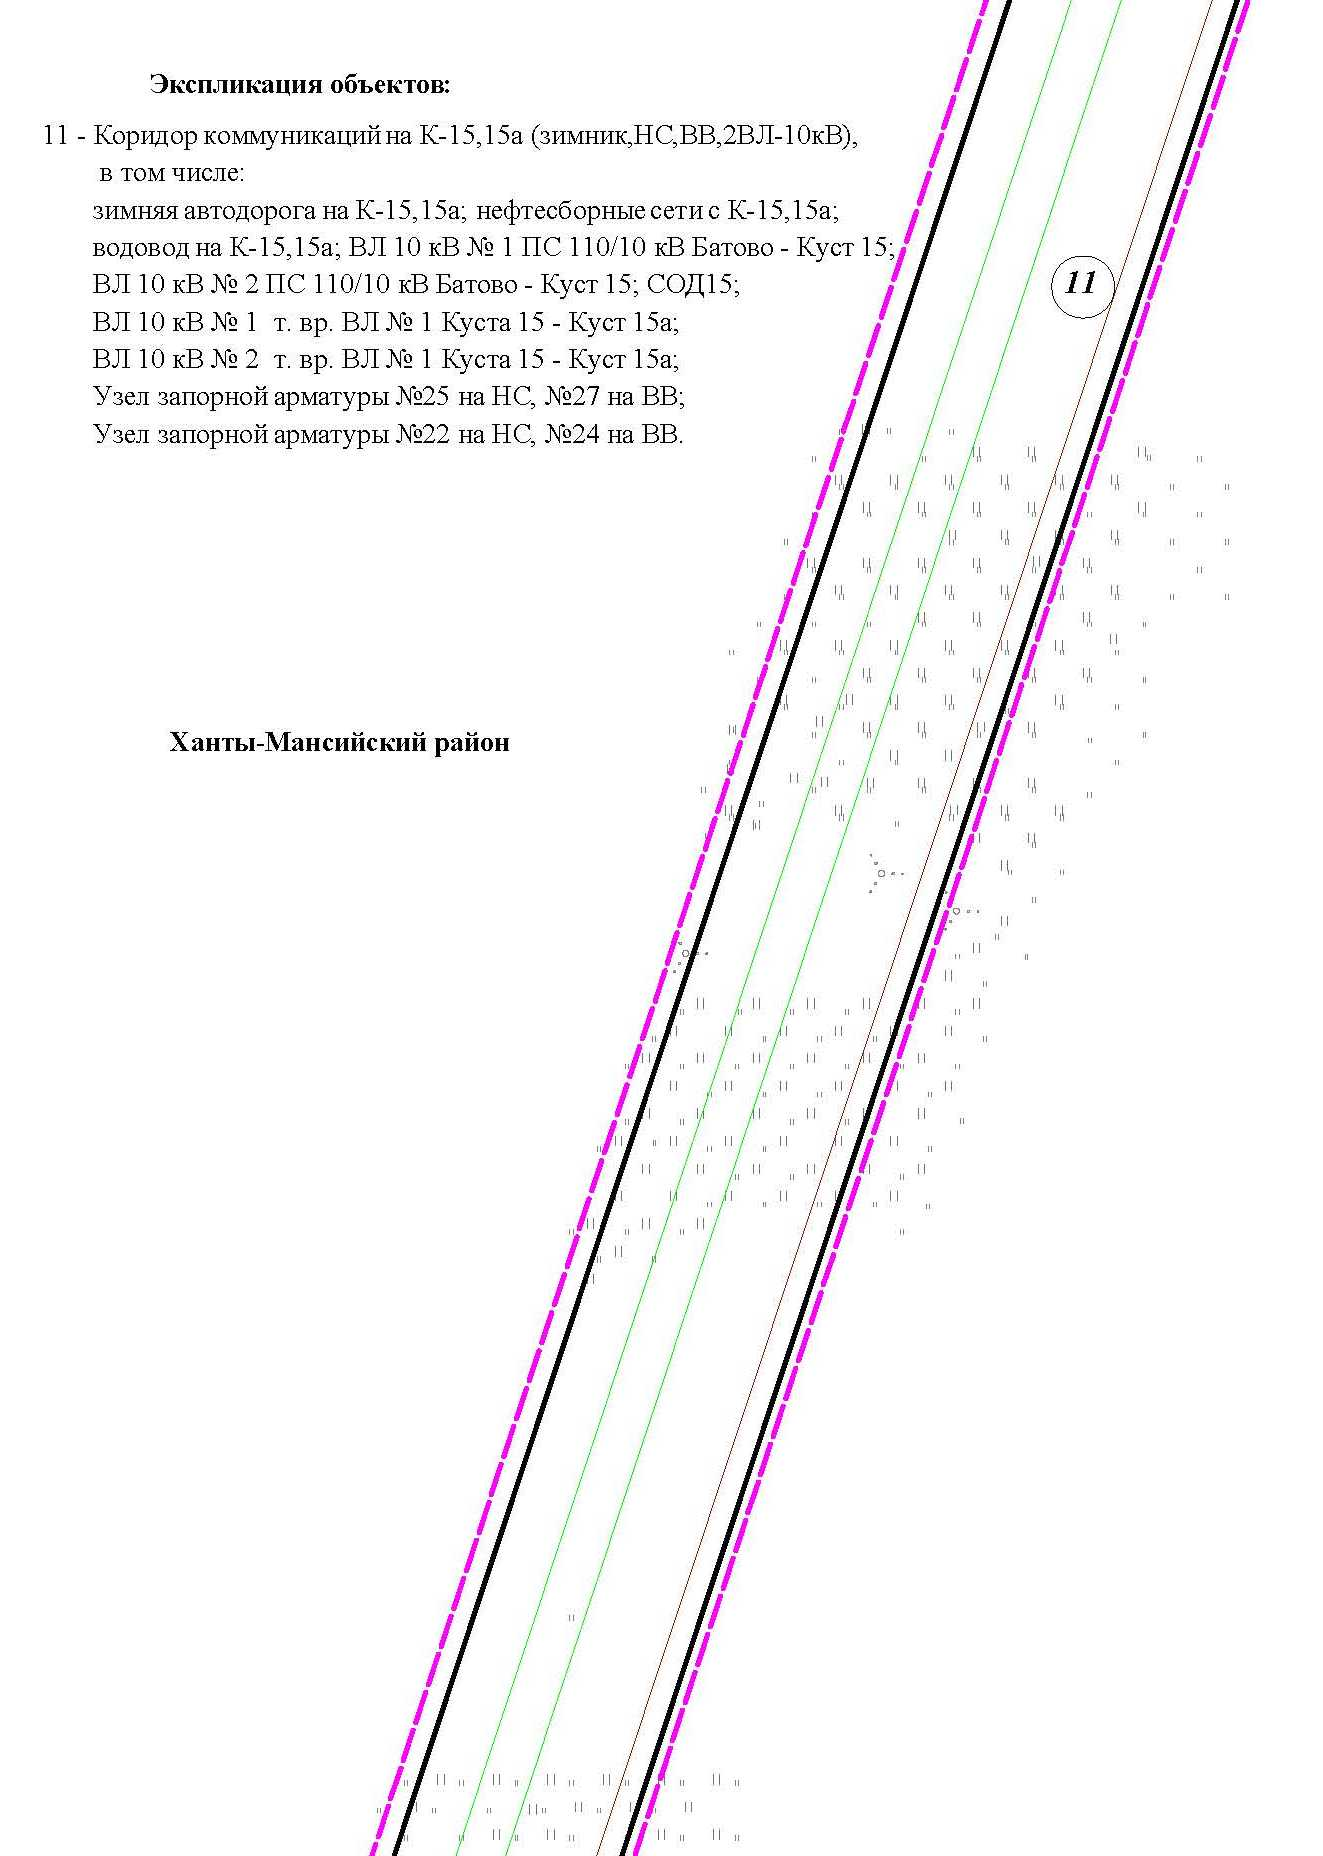 Экспликация объектов:
11 - Коридор коммуникаций на К-15,15а (зимник,НС,ВВ,2ВЛ-10кВ),
в том числе:
зимняя автодорога на К-15,15а; нефтесборные сети с К-15,15а;
водовод на К-15,15а; ВЛ 10 кВ № 1 ПС 110/10 кВ Батово - Куст 15;
ВЛ 10 кВ № 2 ПС 110/10 кВ Батово - Куст 15; СОД15;
ВЛ 10 кВ № 1 т. вр. ВЛ № 1 Куста 15 - Куст 15а;
ВЛ 10 кВ № 2 т. вр. ВЛ № 1 Куста 15 - Куст 15а;
Узел запорной арматуры №25 на НС, №27 на ВВ;
Узел запорной арматуры №22 на НС, №24 на ВВ.
11
Ханты-Мансийский район